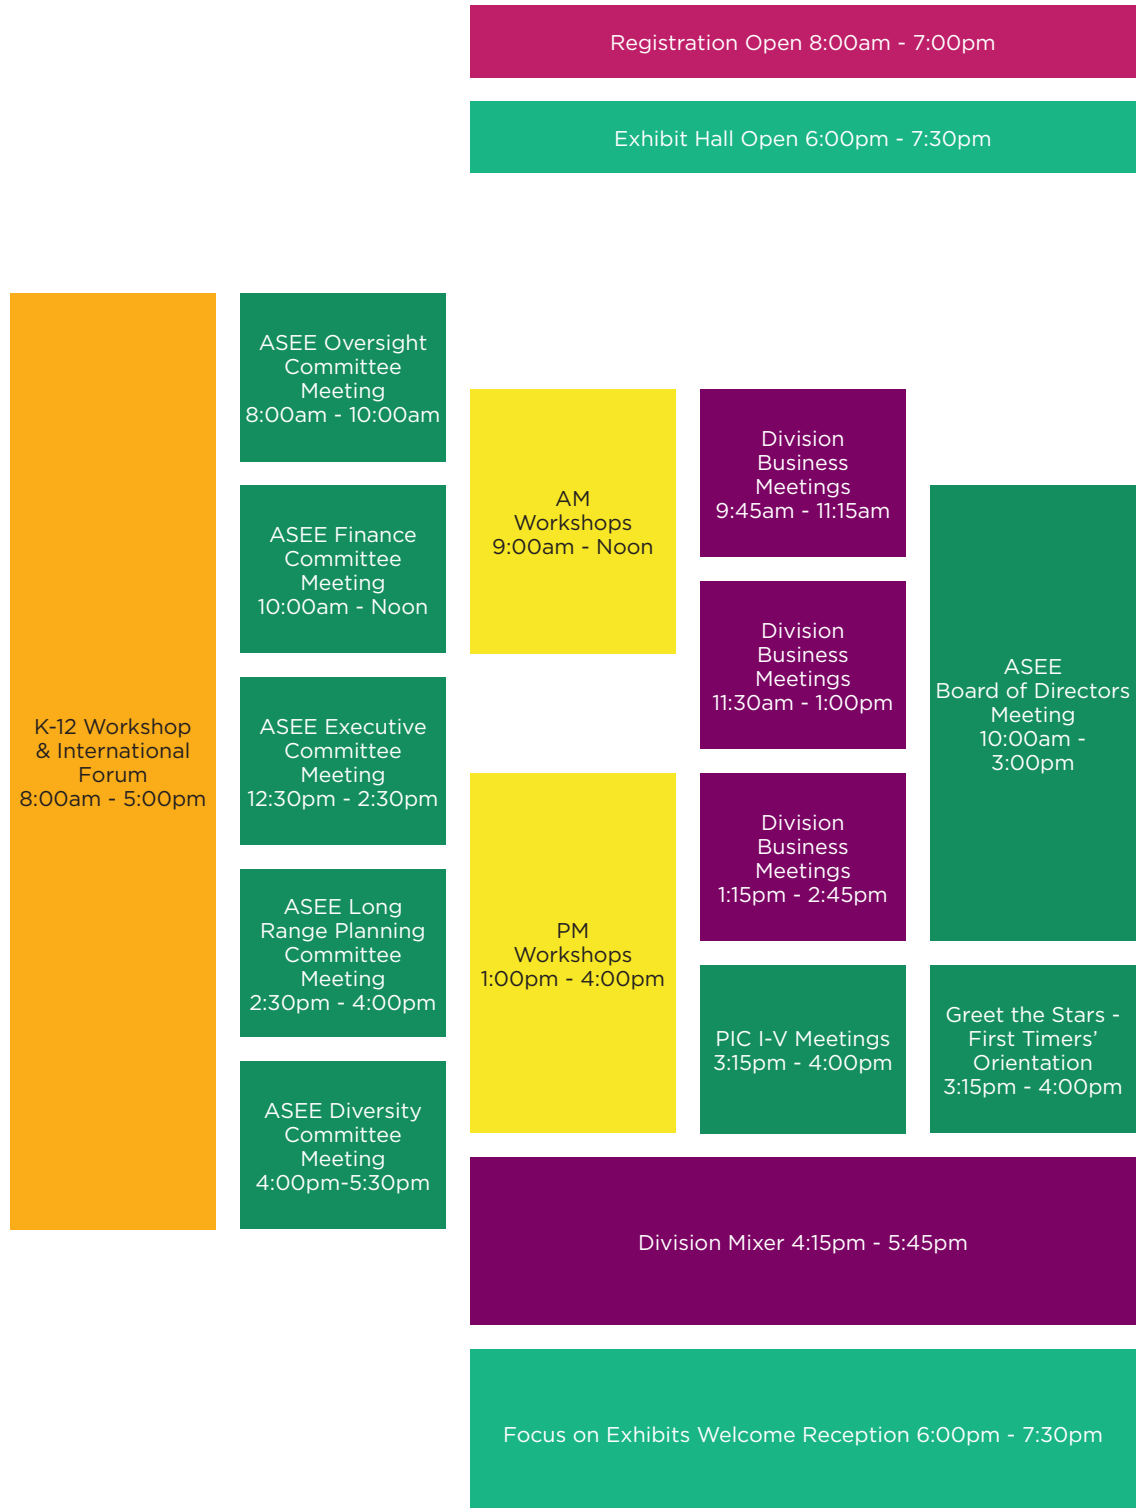 Registration Open 8:00am - 7:00pm
Exhibit Hall Open 6:00pm - 7:30pm
K-12 Workshop
& International
Forum
8:00am - 5:00pm
ASEE Oversight
Committee
Meeting
8:00am - 10:00am
ASEE Finance
Committee
Meeting
10:00am - Noon
ASEE Executive
Committee
Meeting
12:30pm - 2:30pm
ASEE Long
Range Planning
Committee
Meeting
2:30pm - 4:00pm
ASEE Diversity
Committee
Meeting
4:00pm-5:30pm
AM
Workshops
9:00am - Noon
PM
Workshops
1:00pm - 4:00pm
Division
Business
Meetings
9:45am - 11:15am
Division
Business
Meetings
11:30am - 1:00pm
Division
Business
Meetings
1:15pm - 2:45pm
PIC I-V Meetings
3:15pm - 4:00pm
ASEE
Board of Directors
Meeting
10:00am -
3:00pm
Greet the Stars -
First Timers’
Orientation
3:15pm - 4:00pm
Division Mixer 4:15pm - 5:45pm
Focus on Exhibits Welcome Reception 6:00pm - 7:30pm